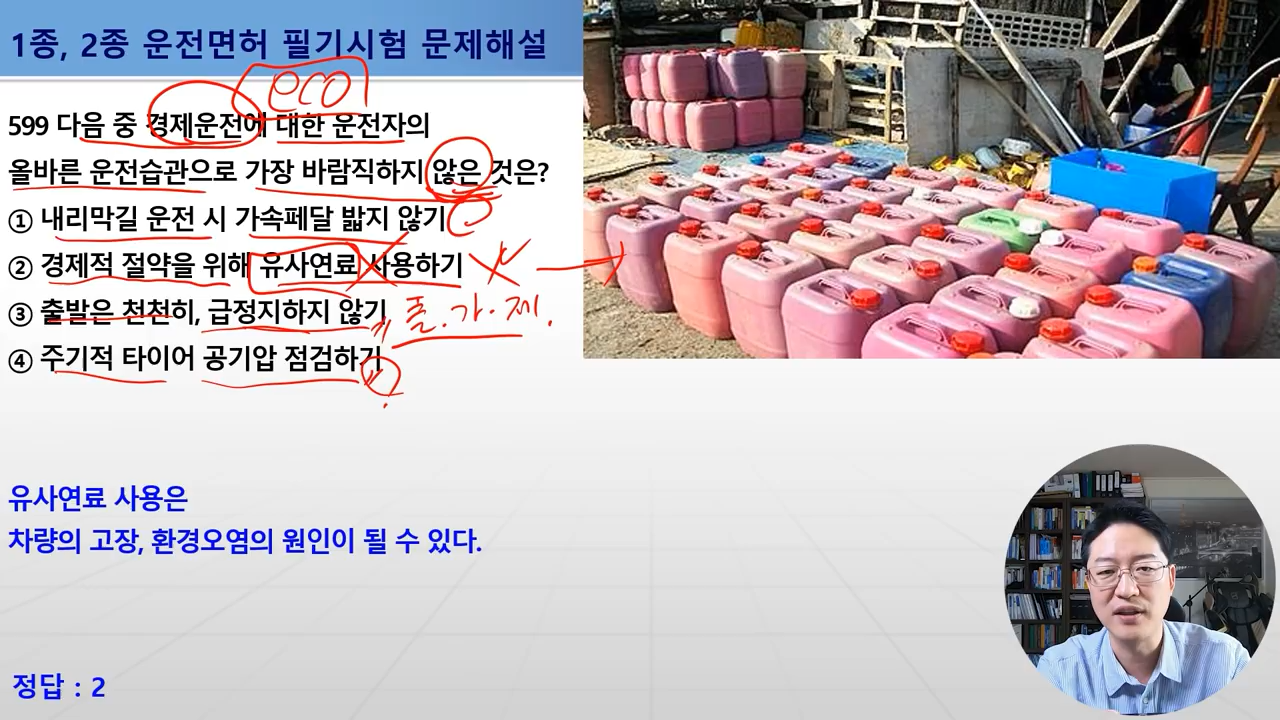 1종, 2종 운전면허 필기시험 문제해설
eco
599 다음 중 경제운전에 대한 운전자의
올바른 운전습관으로 가장 바람직하지 않은 것은?
① 내리막길 운전 시 가속페달 밟지 않기
② 경제적 절약을 위해 유사연료 사용하기
③ 출발은 천천히, 급정지하지 않기
④ 주기적 타이어 공기압 점검하기
유사연료 사용은
차량의 고장, 환경오염의 원인이 될 수 있다.
정답 : 2